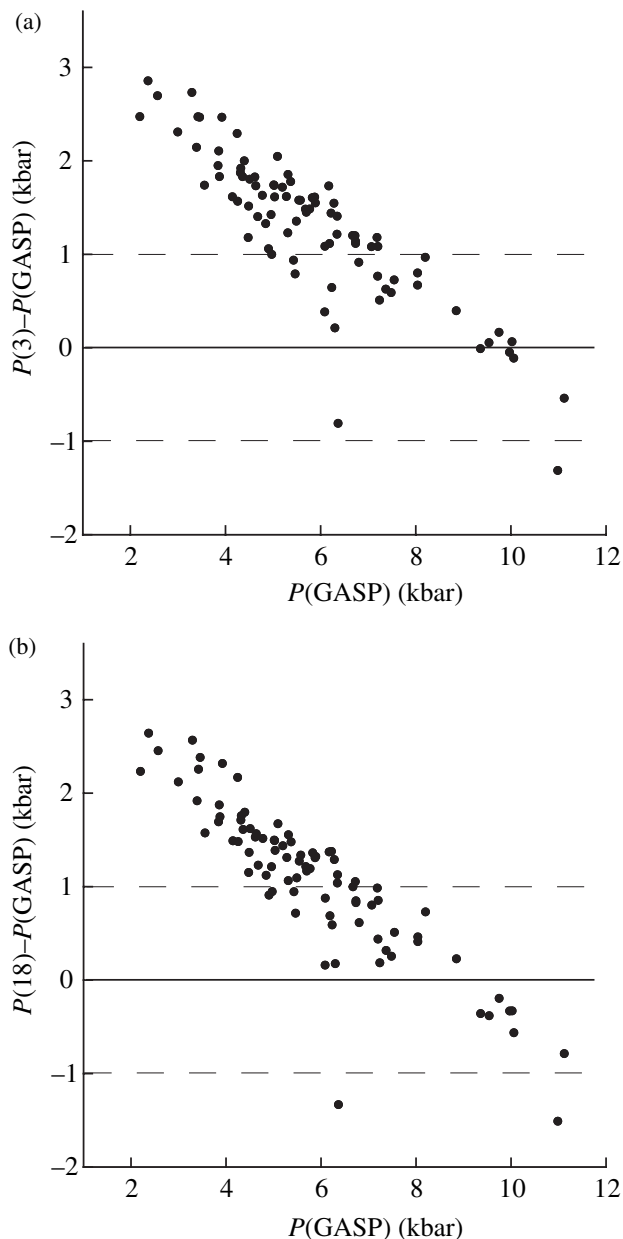 (a)
3
2
1
0
–1
–2
P(3)–P(GASP) (kbar)
2 4 6 8 10 12
P(GASP) (kbar)
(b)
3
2
1
0
–1
–2
P(18)–P(GASP) (kbar)
2 4 6 8 10 12
P(GASP) (kbar)